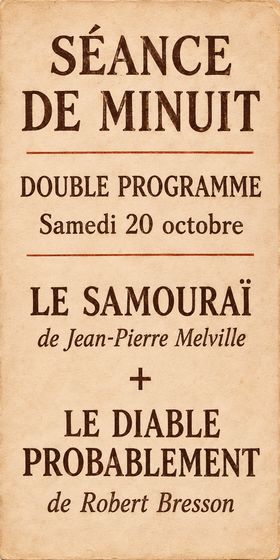 SÉANCE
DE MINUIT
DOUBLE PROGRAMME
Samedi 20 octobre
LE SAMOURAÏ
de Jean-Pierre Melville
+
LE DIABLE
PROBABLEMENT
de Robert Bresson